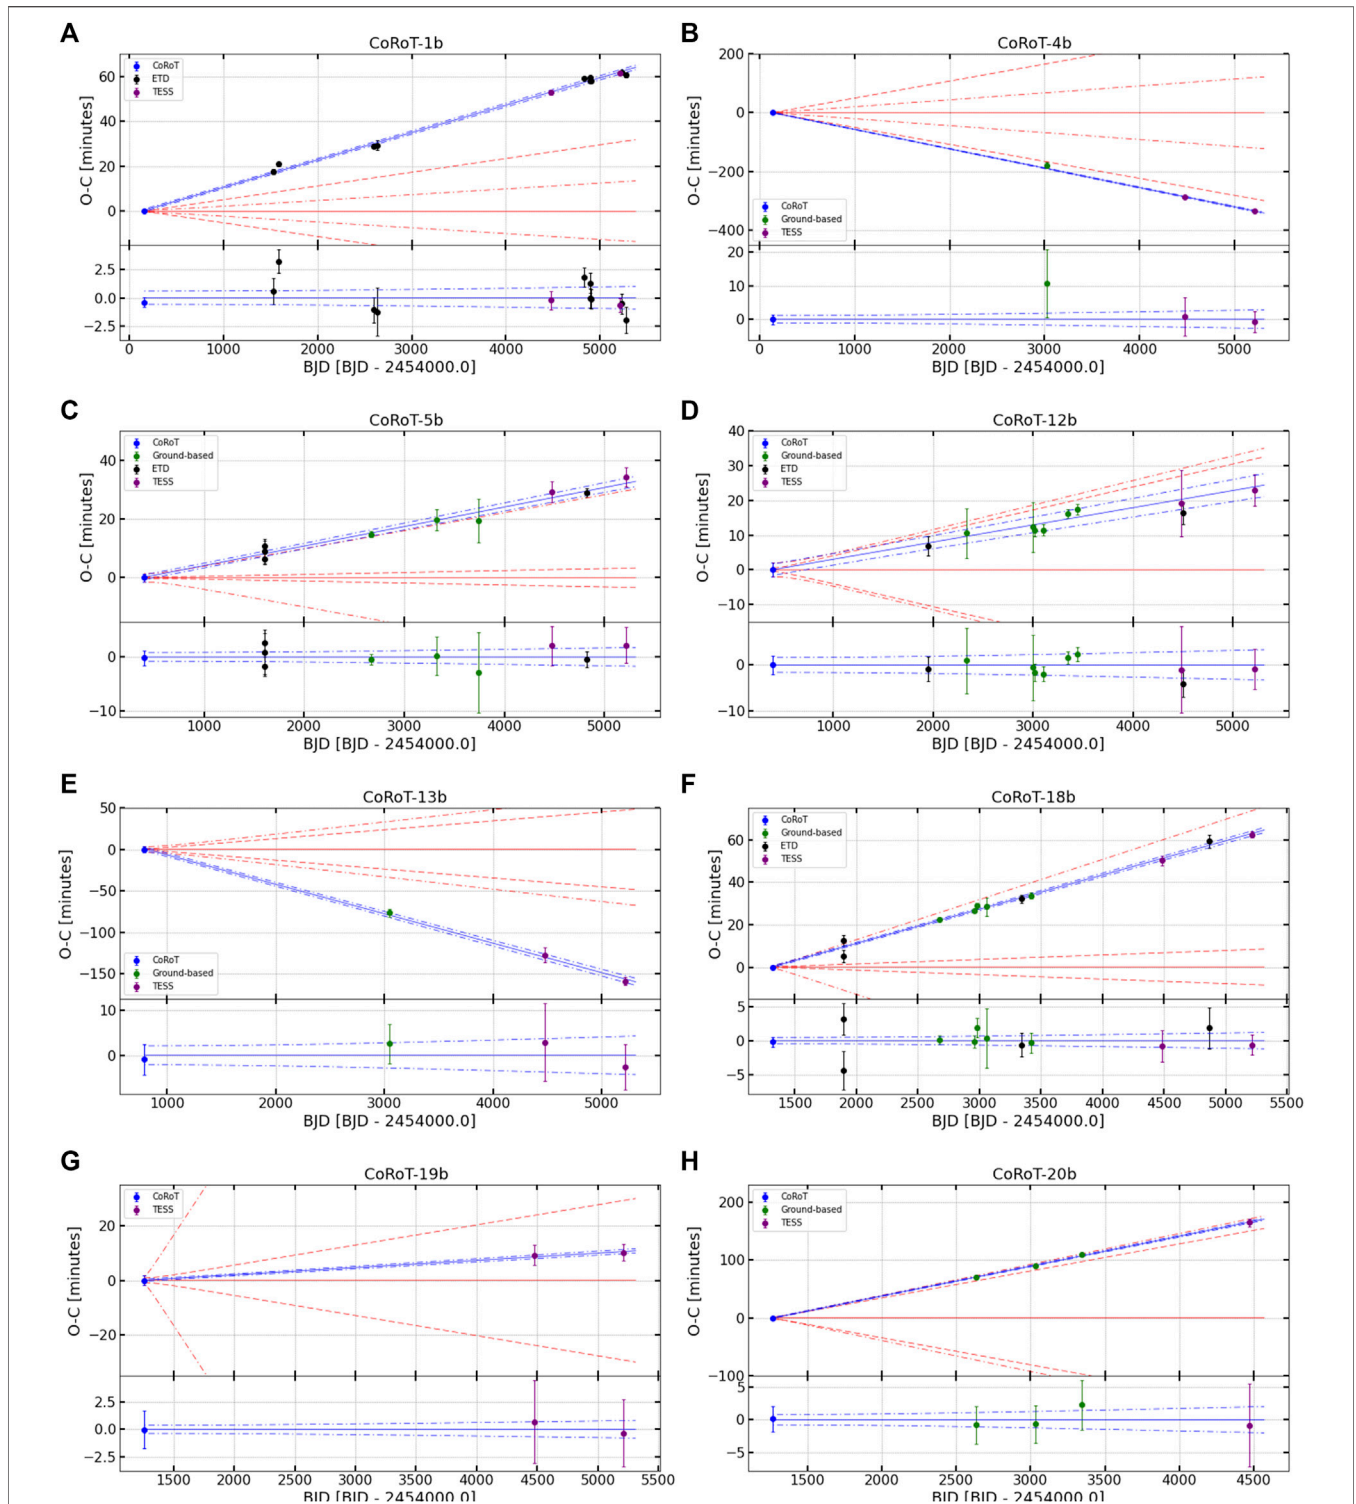 A
B
CoRoT-1b
CoRoT-4b
CoRoT
ETD
TESS
60
40
20
0
O-C [minutes]
2.5
0.0
−2.5
0 1000 2000 3000 4000 5000
BJD [BJD - 2454000.0]
200
0
−200
−400
O-C [minutes]
CoRoT
Ground-based
TESS
20
10
0
0 1000 2000 3000 4000 5000
BJD [BJD - 2454000.0]
C
D
CoRoT-5b
CoRoT-12b
CoRoT
Ground-based
ETD
TESS
40
20
0
O-C [minutes]
0
−10
1000 2000 3000 4000 5000
BJD [BJD - 2454000.0]
CoRoT
Ground-based
ETD
TESS
40
30
20
10
0
−10
O-C [minutes]
0
−10
1000 2000 3000 4000 5000
BJD [BJD - 2454000.0]
E
F
CoRoT-13b
CoRoT-18b
50
0
−50
−100
−150
O-C [minutes]
CoRoT
Ground-based
TESS
10
0
1000 2000 3000 4000 5000
BJD [BJD - 2454000.0]
CoRoT
Ground-based
ETD
TESS
60
40
20
0
O-C [minutes]
5
0
−5
1500 2000 2500 3000 3500 4000 4500 5000 5500
BJD [BJD - 2454000.0]
G
H
CoRoT-19b
CoRoT-20b
CoRoT
TESS
20
0
−20
O-C [minutes]
2.5
0.0
−2.5
1500 2000 2500 3000 3500 4000 4500 5000 5500
BJD [BJD - 2454000.0]
CoRoT
Ground-based
TESS
200
100
0
−100
O-C [minutes]
5
0
−5
1500 2000 2500 3000 3500 4000 4500
BJD [BJD - 2454000.0]